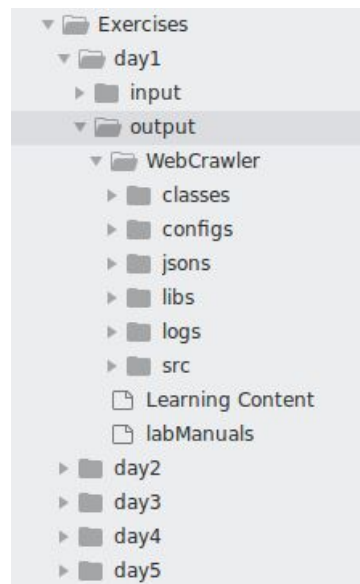 Exercises
day1
input
output
WebCrawler
classes
configs
jsons
libs
logs
src
Learning Content
labManuals
day2
day3
day4
day5